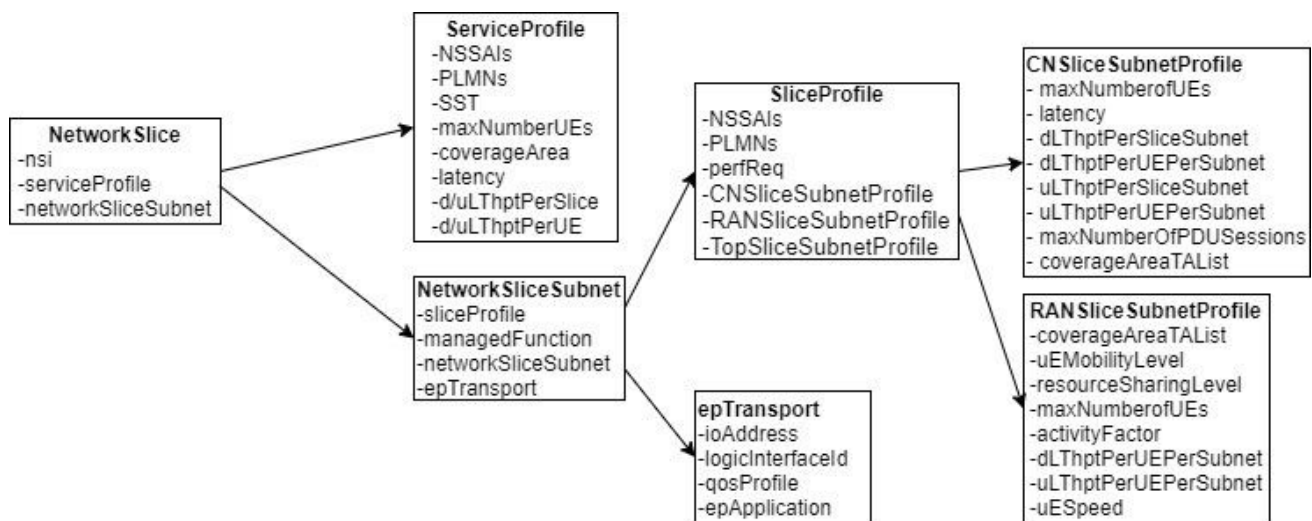 NetworkSlice
-nsi
-serviceProfile
-networkSliceSubnet
ServiceProfile
-NSSAIs
-PLMNs
-SST
-maxNumberUEs
-coverageArea
-latency
-d/uLThptPerSlice
-d/uLThptPerUE
NetworkSliceSubnet
-sliceProfile
-managedFunction
-networkSliceSubnet
-epTransport
SliceProfile
-NSSAIs
-PLMNs
-perfReq
-CNSliceSubnetProfile
-RANSliceSubnetProfile
-TopSliceSubnetProfile
epTransport
-ioAddress
-logicInterfaceId
-qosProfile
-epApplication
CNSliceSubnetProfile
- maxNumberofUEs
- latency
- dLThptPerSliceSubnet
- dLThptPerUEPerSubnet
- uLThptPerSliceSubnet
- uLThptPerUEPerSubnet
- maxNumberOfPDUSessions
- coverageAreaTAList
RANSliceSubnetProfile
-coverageAreaTAList
-uEMobilityLevel
-resourceSharingLevel
-maxNumberofUEs
-activityFactor
-dLThptPerUEPerSubnet
-uLThptPerUEPerSubnet
-uESpeed